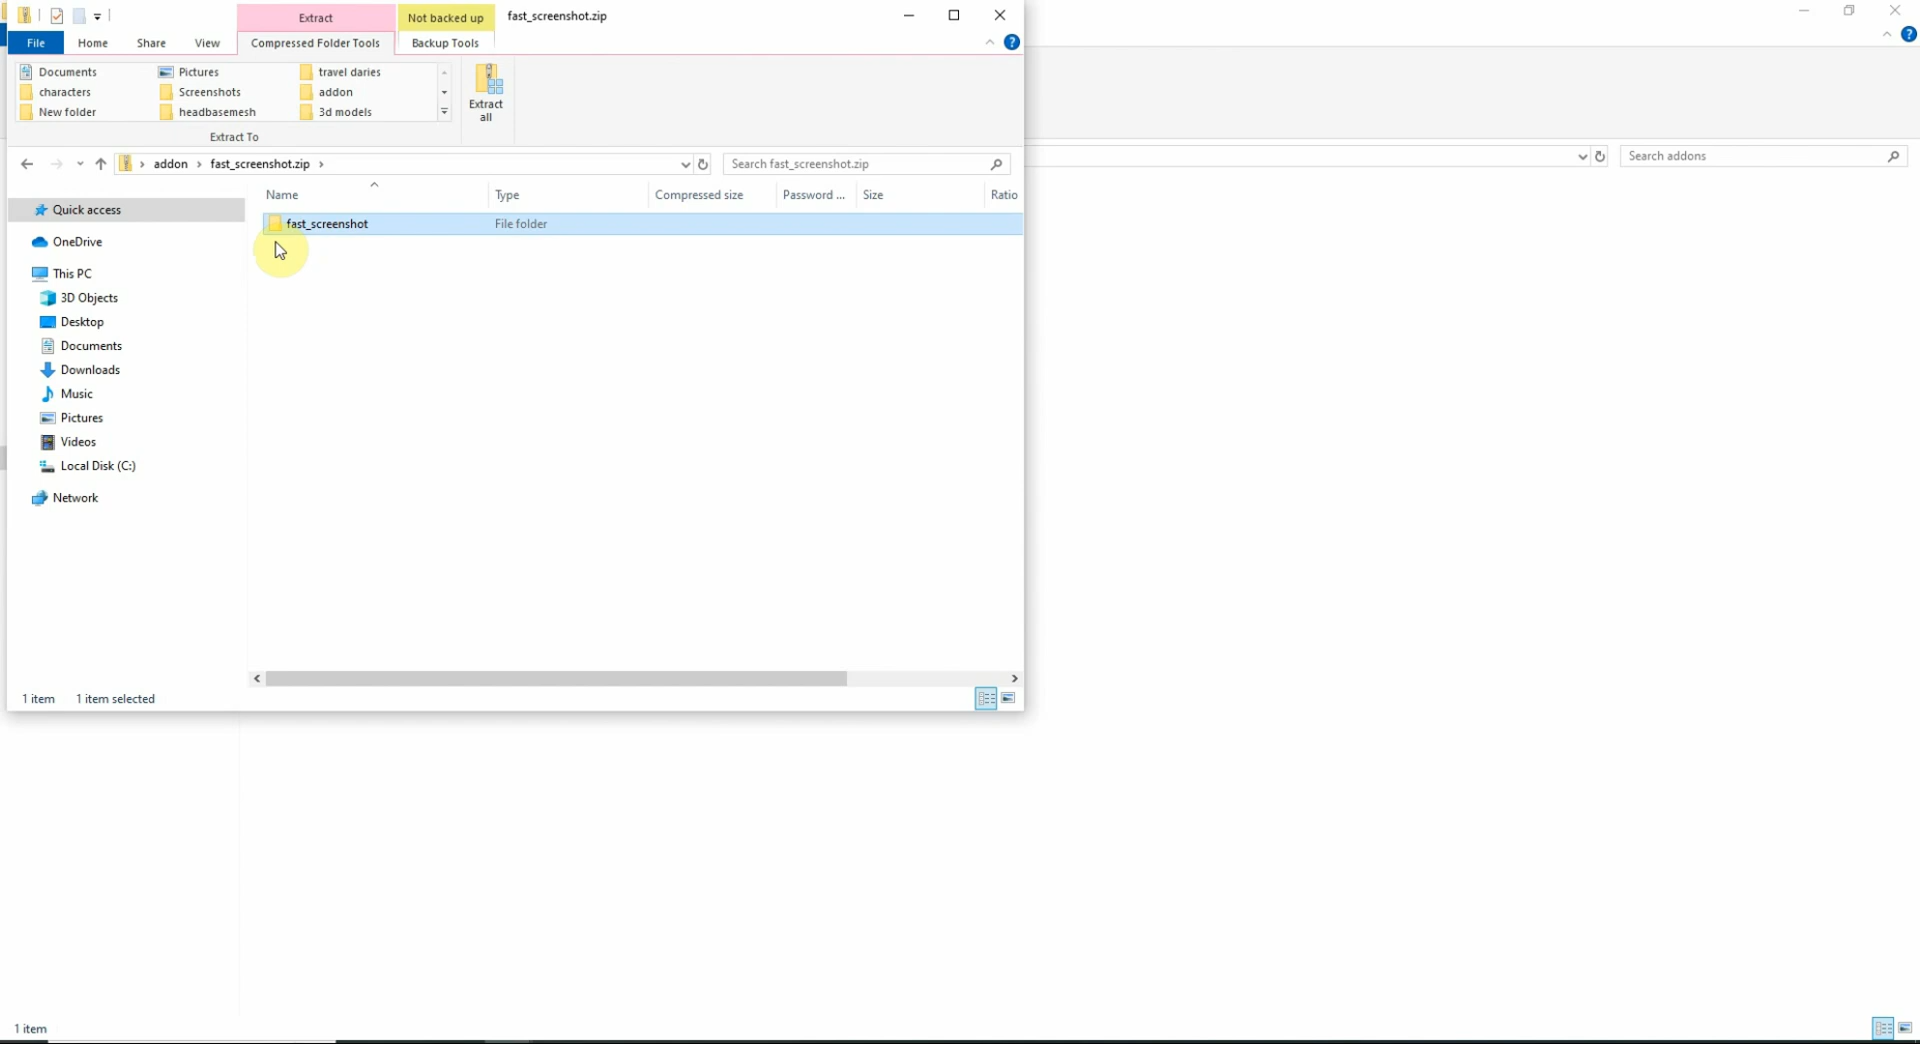 Extract
Not backed up
fast_screenshot.zip
File
Home
Share
View
Compressed Folder Tools
Backup Tools
Documents
Pictures
travel daries
characters
Screenshots
addon
New folder
headbasemesh
3d models
Extract
all
Extract To
addon
fast_screenshot.zip
Search fast_screenshot.zip
Search addons
Name
Type
Compressed size
Password ...
Size
Ratio
fast_screenshot
File folder
Quick access
OneDrive
This PC
3D Objects
Desktop
Documents
Downloads
Music
Pictures
Videos
Local Disk (C:)
Network
1 item
1 item selected
1 item